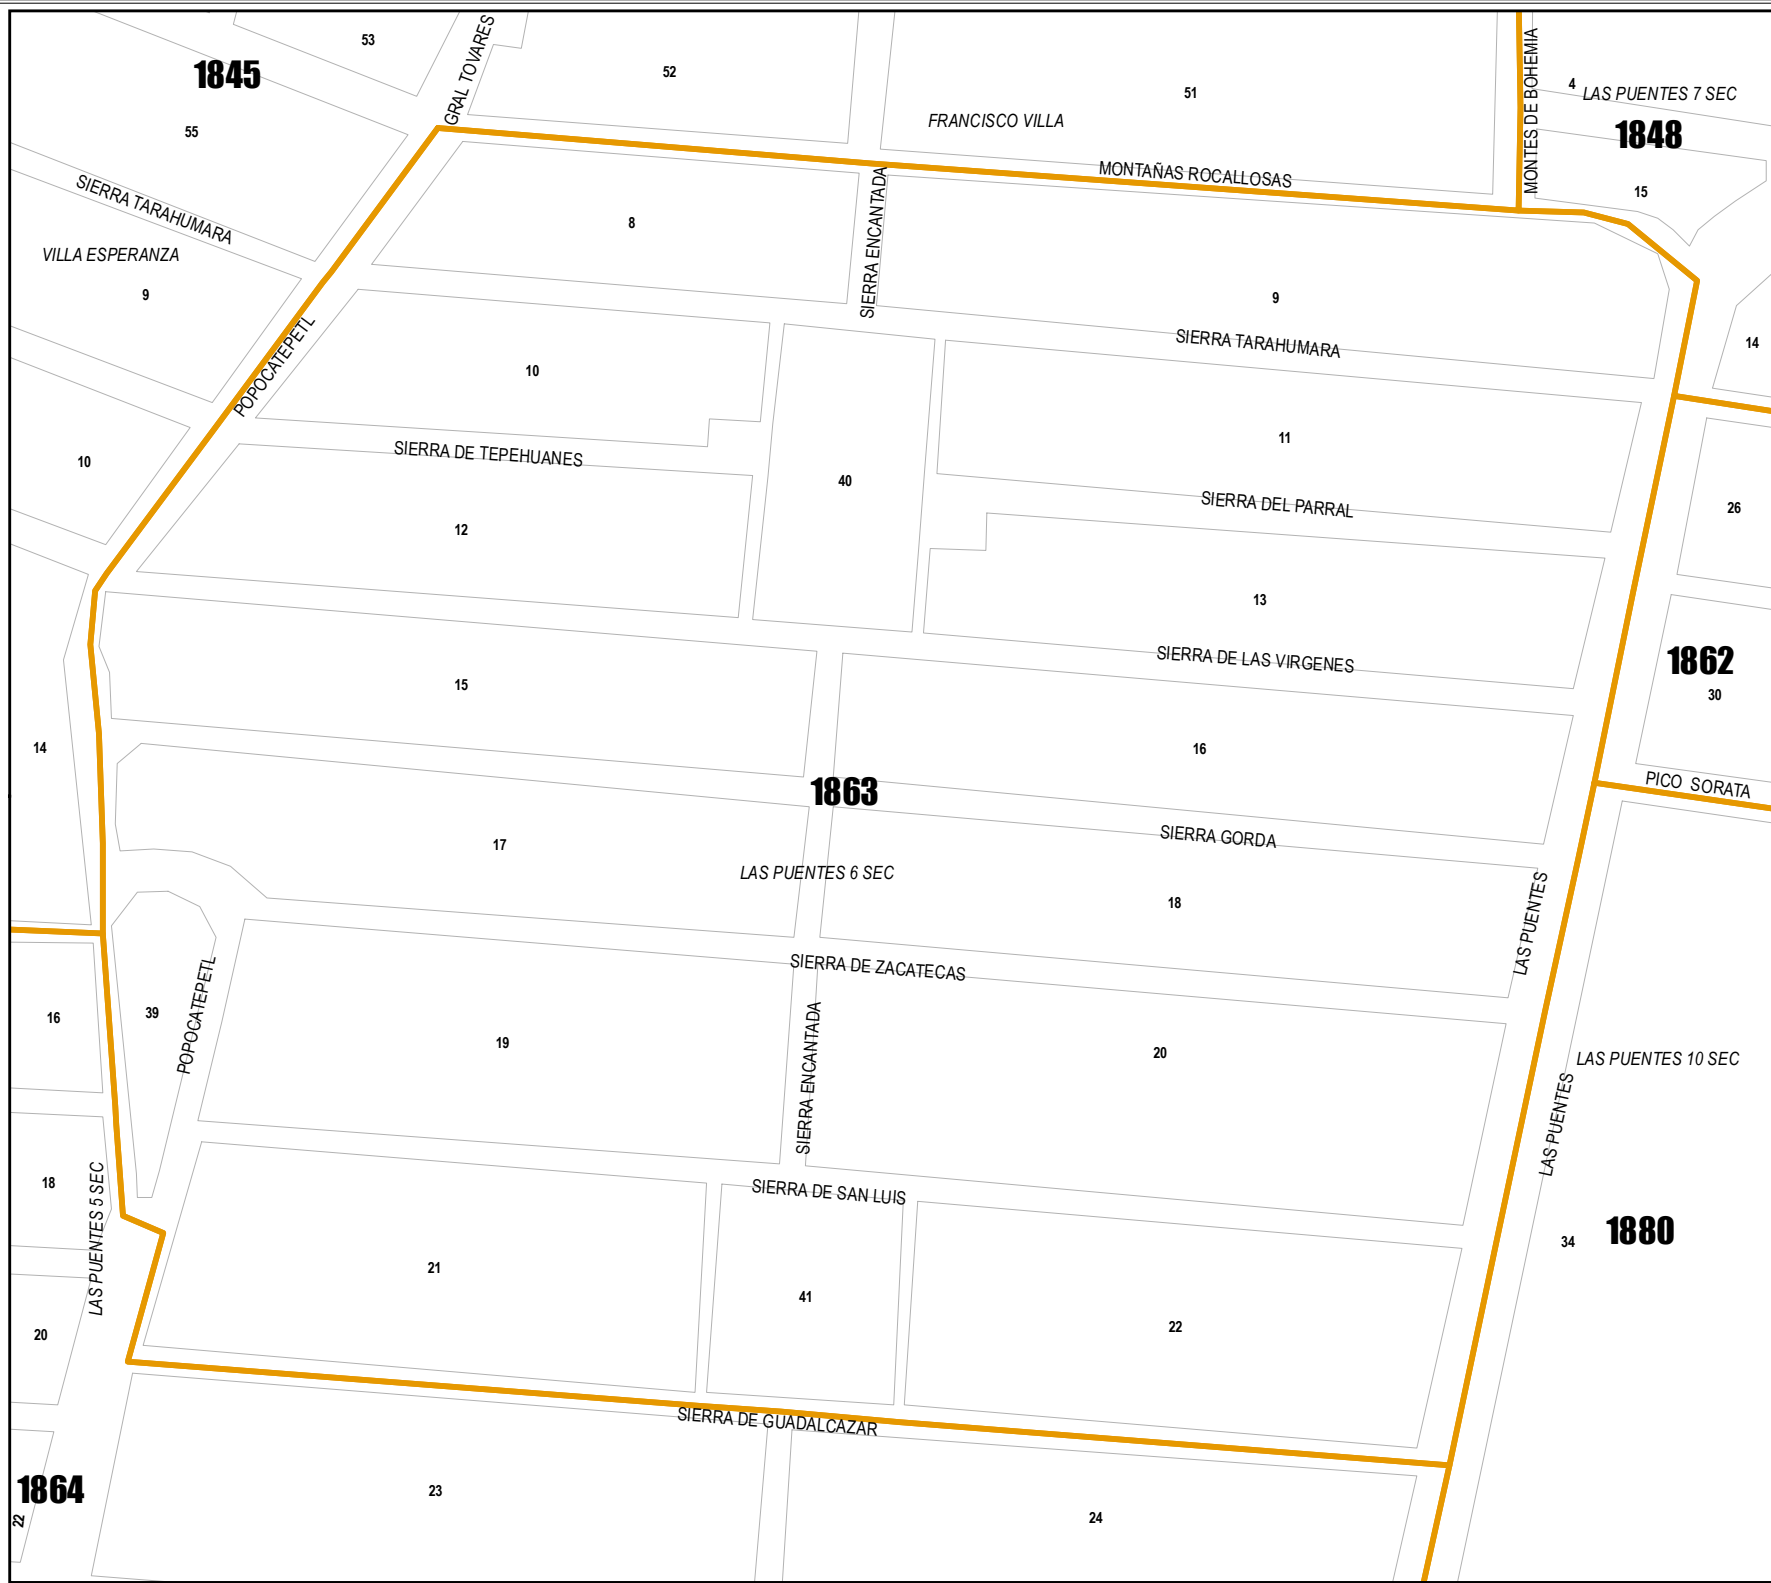 53
GRAL TOVARES
52
1845
55
51
FRANCISCO VILLA
MONTES DE BOHEMIA
4
LAS PUENTES 7 SEC
1848
MONTAÑAS ROCALLOSAS
15
SIERRA TARAHUMARA
VILLA ESPERANZA
9
8
SIERRA ENCANTADA
9
SIERRA TARAHUMARA
14
POPOCATEPETL
10
10
SIERRA DE TEPEHUANES
11
40
SIERRA DEL PARRAL
26
12
13
SIERRA DE LAS VIRGENES
1862
30
15
14
16
1863
PICO SORATA
SIERRA GORDA
17
LAS PUENTES 6 SEC
18
LAS PUENTES
SIERRA DE ZACATECAS
16
39
POPOCATEPETL
19
SIERRA ENCANTADA
20
LAS PUENTES 10 SEC
LAS PUENTES
18
LAS PUENTES 5 SEC
SIERRA DE SAN LUIS
34
1880
21
41
22
20
SIERRA DE GUADALCAZAR
1864
22
23
24